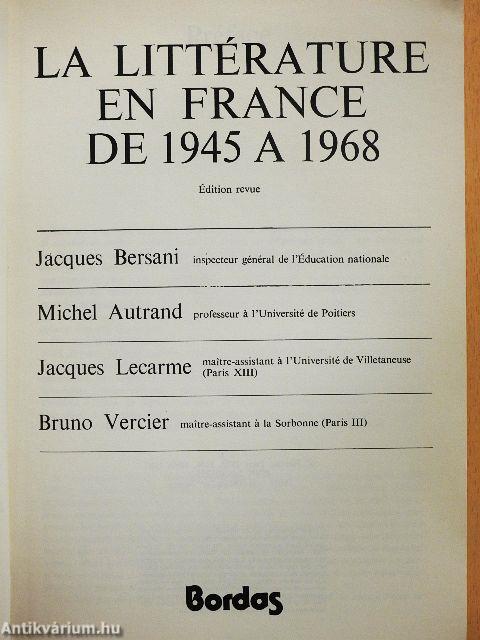 LA LITTÉRATURE
EN FRANCE
DE 1945 A 1968
Édition revue
Jacques Bersani inspecteur général de l'Éducation nationale
Michel Autrand professeur à l'Université de Poitiers
Jacques Lecarme maître-assistant à l'Université de Villetaneuse
(Paris XIII)
Bruno Vercier maître-assistant à la Sorbonne (Paris III)
Bordas
Antikvárium.hu